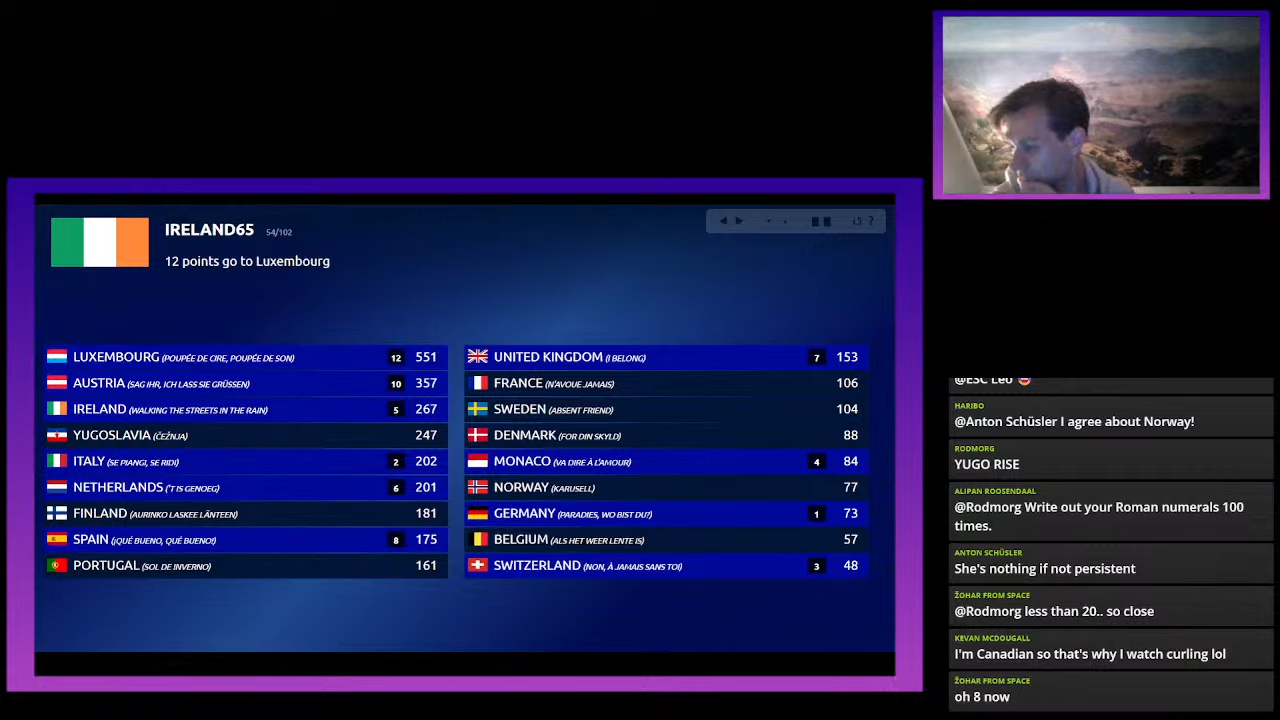 IRELAND65 54/102
12 points go to Luxembourg
LUXEMBOURG (POUPÉE DE CIRE, POUPÉE DE SON) 12 551
AUSTRIA (SAG IHR, ICH LASS SIE GRÜSSEN) 10 357
IRELAND (WALKING THE STREETS IN THE RAIN) 5 267
YUGOSLAVIA (ČEŽNJA) 247
ITALY (SE PIANGI, SE RIDI) 2 202
NETHERLANDS ('T IS GENOEG) 6 201
FINLAND (AURINKO LASKEE LÄNTEEN) 181
SPAIN (¡QUÉ BUENO, QUÉ BUENO!) 8 175
PORTUGAL (SOL DE INVERNO) 161
UNITED KINGDOM (I BELONG) 7 153
FRANCE (N'AVOUE JAMAIS) 106
SWEDEN (ABSENT FRIEND) 104
DENMARK (FOR DIN SKYLD) 88
MONACO (VA DIRE À L'AMOUR) 4 84
NORWAY (KARUSELL) 77
GERMANY (PARADIES, WO BIST DU?) 1 73
BELGIUM (ALS HET WEER LENTE IS) 57
SWITZERLAND (NON, À JAMAIS SANS TOI) 3 48
@ESC Leo
HARIBO
@Anton Schüsler I agree about Norway!
RODMORG
YUGO RISE
ALIPAN ROOSENDAAL
@Rodmorg Write out your Roman numerals 100
times.
ANTON SCHÜSLER
She's nothing if not persistent
ŽOHAR FROM SPACE
@Rodmorg less than 20.. so close
KEVAN MCDOUGALL
I'm Canadian so that's why I watch curling lol
ŽOHAR FROM SPACE
oh 8 now